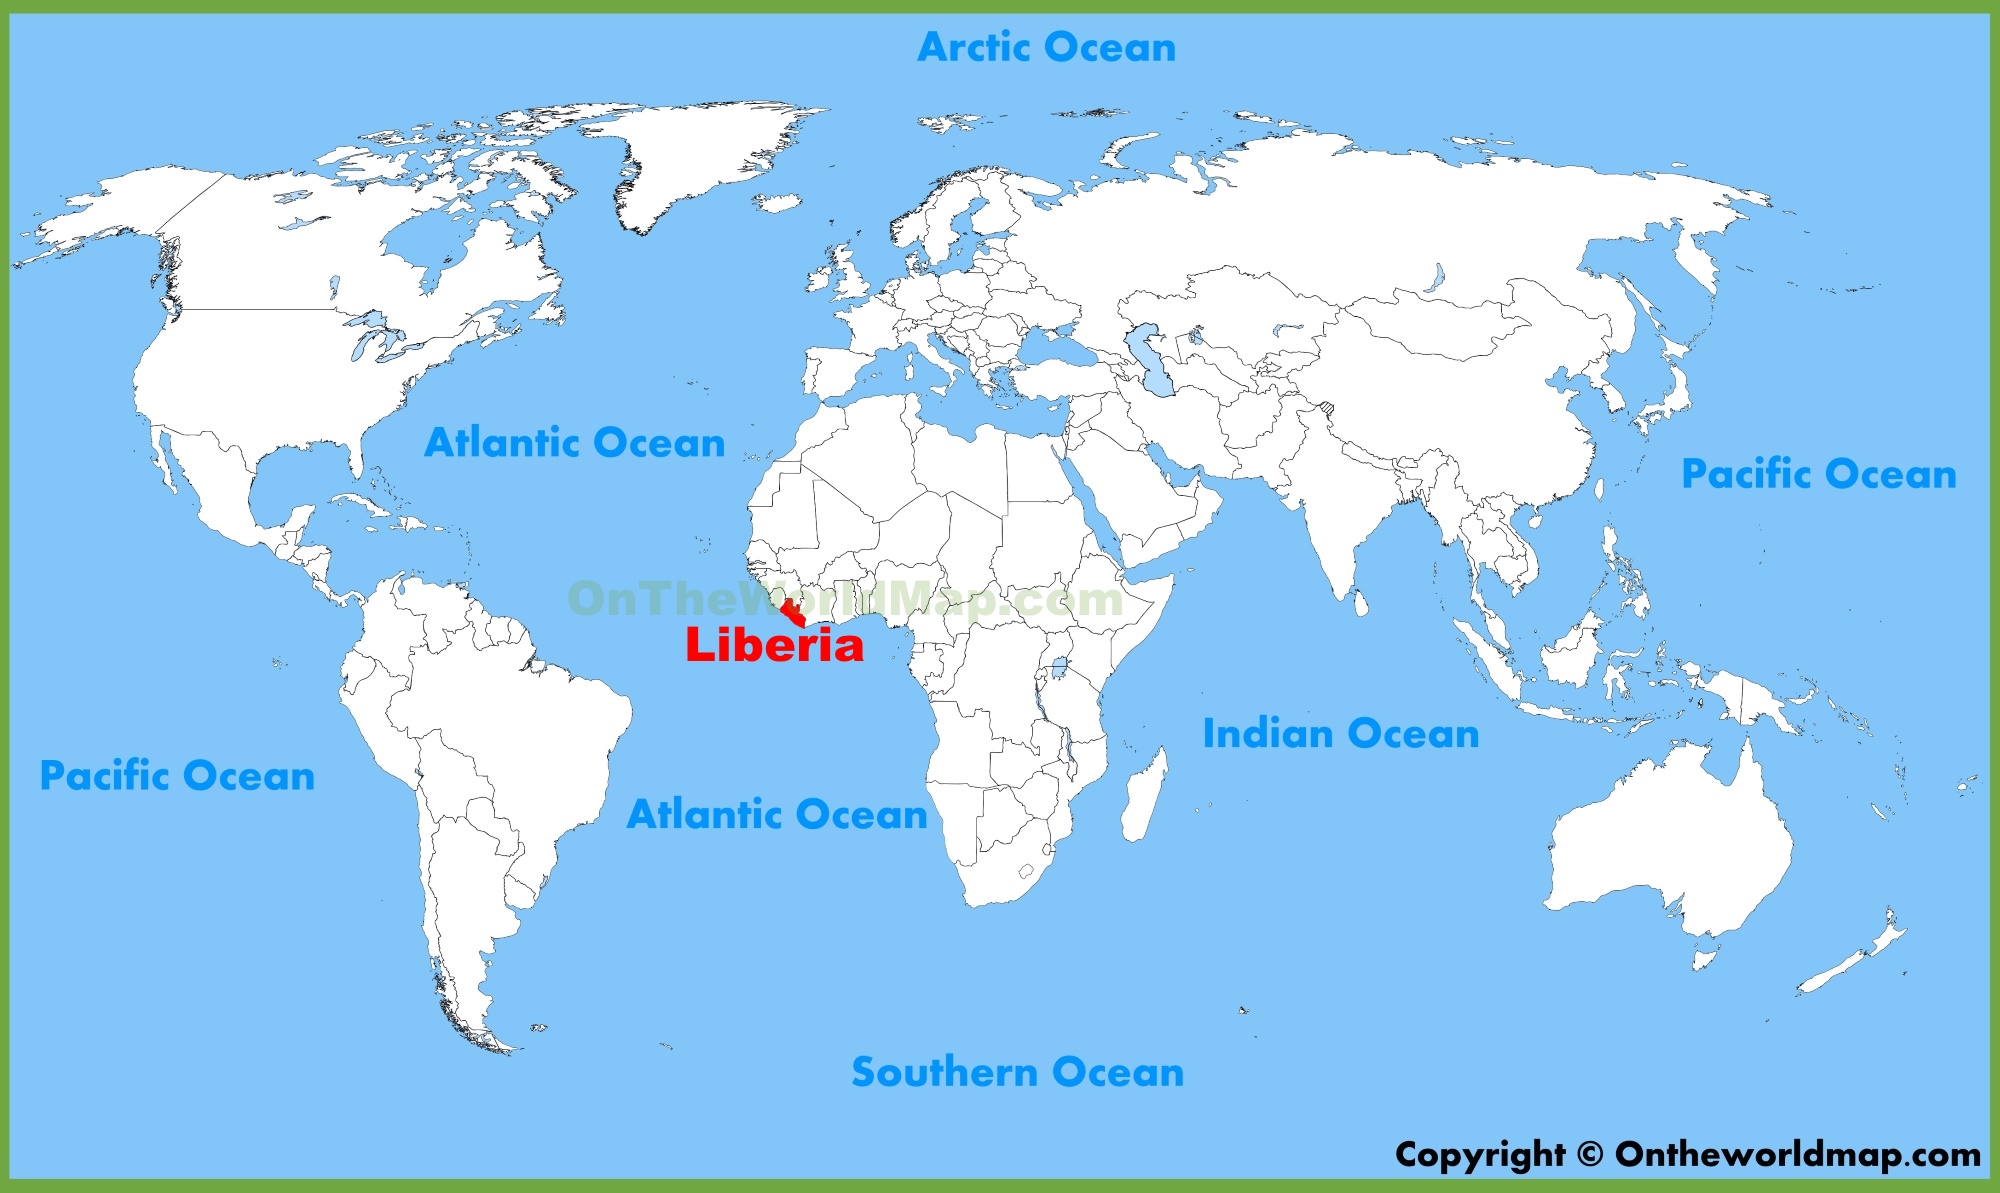 Arctic Ocean
Atlantic Ocean
Pacific Ocean
OnTheWorldMap.com
Liberia
Indian Ocean
Pacific Ocean
Atlantic Ocean
Southern Ocean
Copyright © Ontheworldmap.com